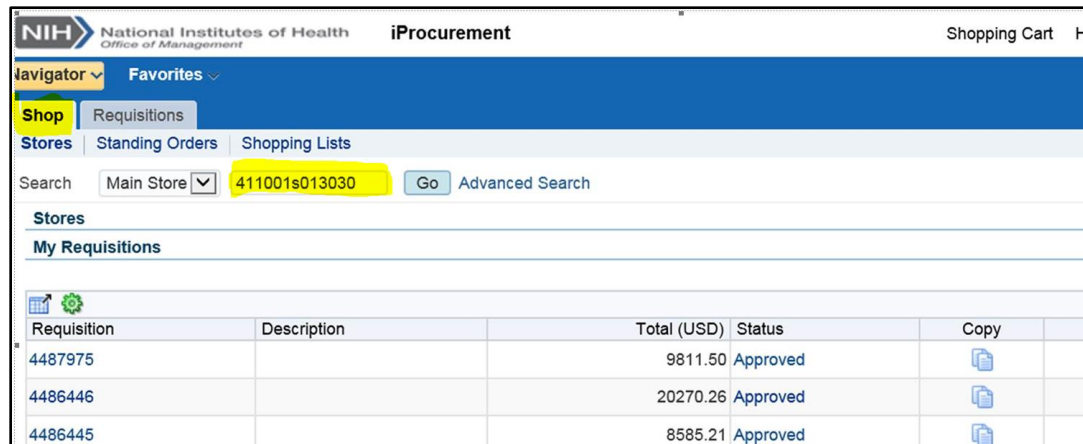 NIH National Institutes of Health iProcurement Shopping Cart H
Office of Management
Navigator Favorites
Shop Requisitions
Stores Standing Orders Shopping Lists
Search Main Store 411001s013030 Go Advanced Search
Stores
My Requisitions
Requisition Description Total (USD) Status Copy
4487975 9811.50 Approved
4486446 20270.26 Approved
4486445 8585.21 Approved